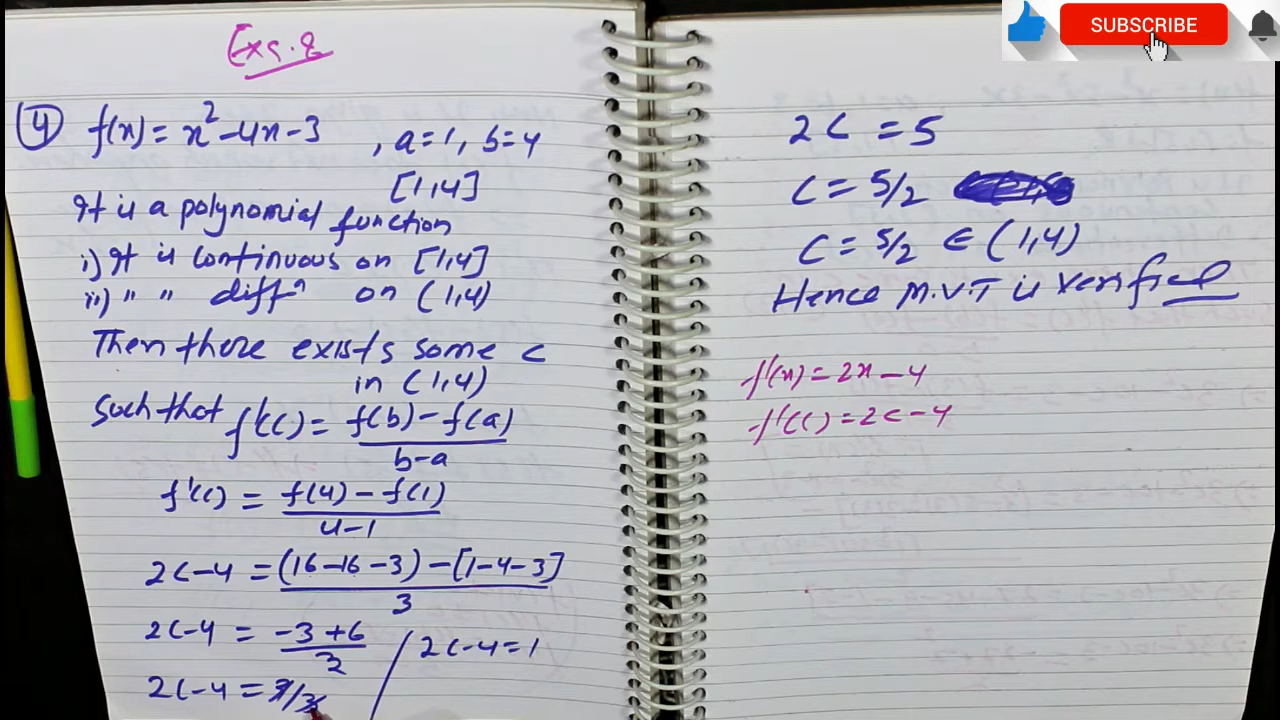 SUBSCRIBE
Ex5.8
(4) f(x) = x² - 4x - 3 , a=1, b=4
[1,4]
It is a polynomial function
i) It is continuous on [1,4]
ii) " " diffⁿ on (1,4)
Then there exists some c
in (1,4)
Such that f'(c) = f(b) - f(a) / b-a
f'(c) = f(4) - f(1) / 4-1
2c-4 = (16-16-3) - [1-4-3] / 3
2c-4 = -3+6 / 3
2c-4 = 3/3
2c-4=1
2c = 5
c = 5/2
c = 5/2 ∈ (1,4)
Hence M.V.T is verified
f'(x) = 2x - 4
f'(c) = 2c - 4